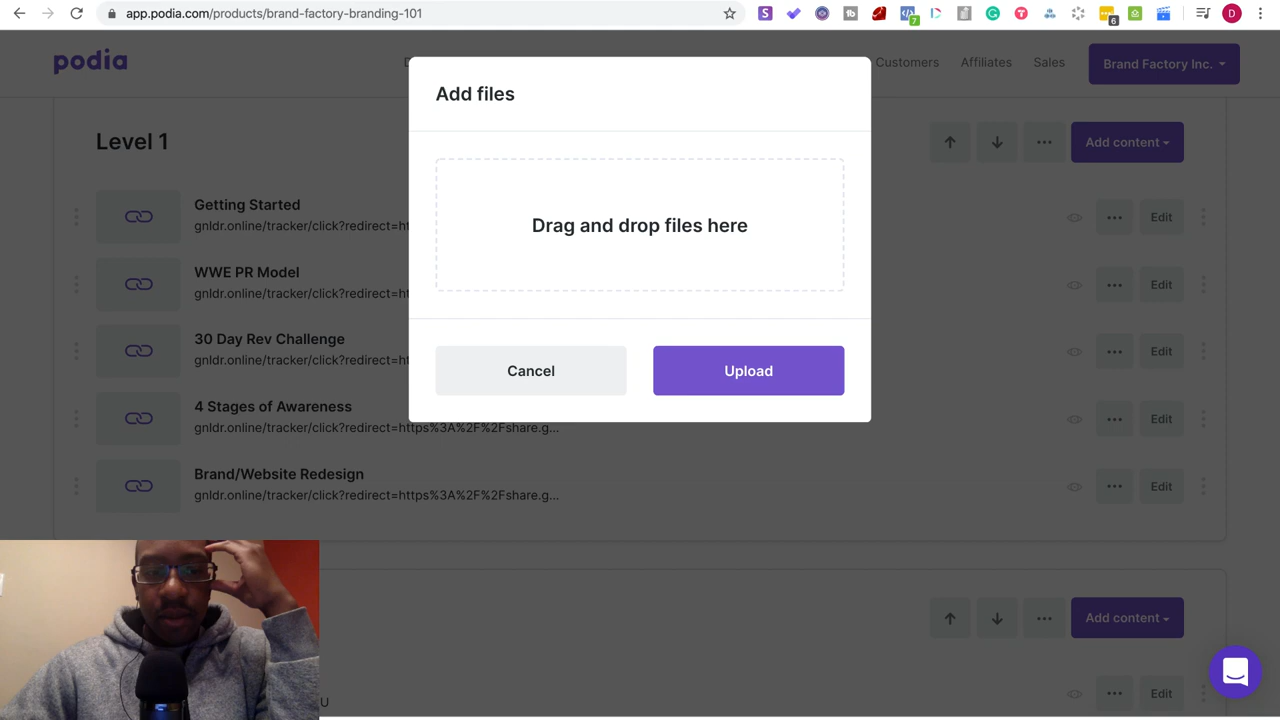 app.podia.com/products/brand-factory-branding-101
7
6
D
podia
Customers
Affiliates
Sales
Brand Factory Inc.
Add files
Level 1
Add content
Drag and drop files here
Getting Started
gnldr.online/tracker/click?redirect=ht
Edit
WWE PR Model
gnldr.online/tracker/click?redirect=ht
Edit
30 Day Rev Challenge
gnldr.online/tracker/click?redirect=ht
Edit
Cancel
Upload
4 Stages of Awareness
gnldr.online/tracker/click?redirect=https%3A%2F%2Fshare.g...
Edit
Brand/Website Redesign
gnldr.online/tracker/click?redirect=https%3A%2F%2Fshare.g...
Edit
Add content
U
Edit